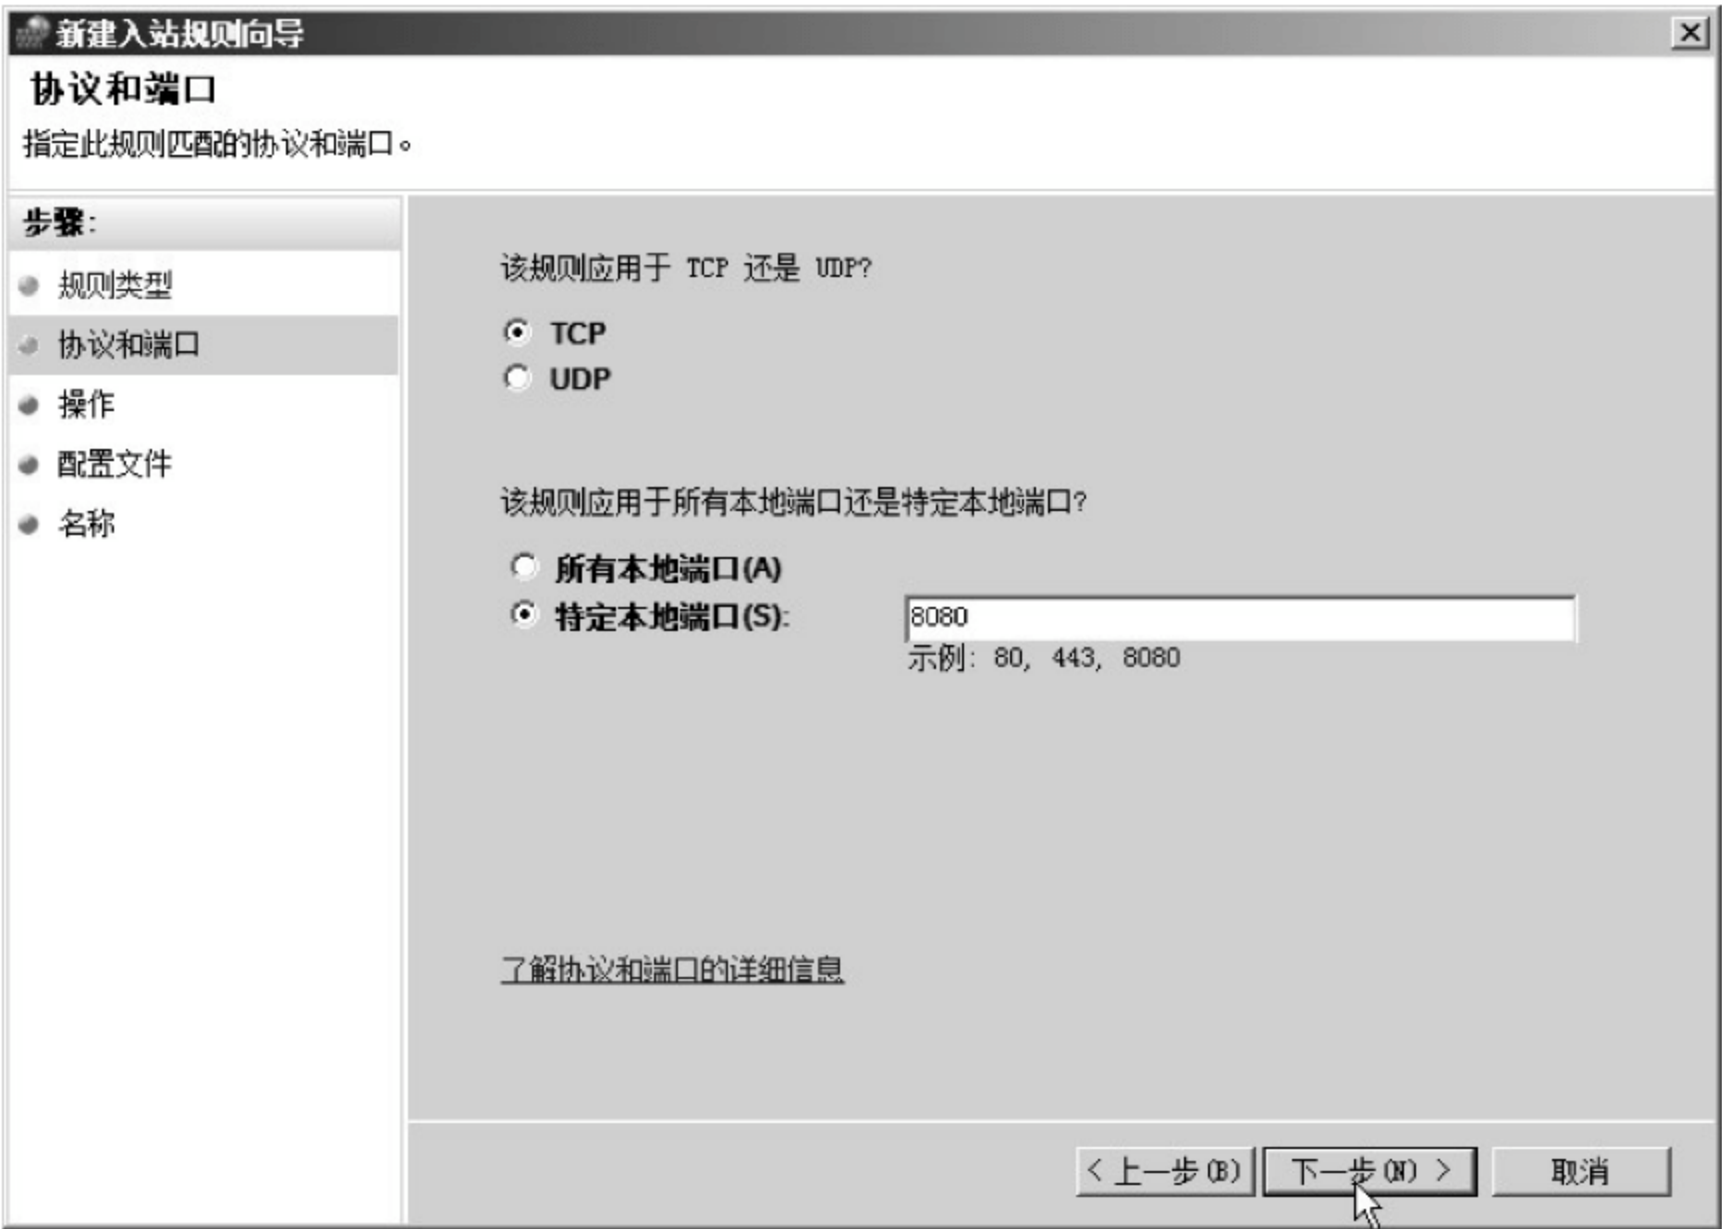 新建入站规则向导
协议和端口
指定此规则匹配的协议和端口。
步骤:
规则类型
协议和端口
操作
配置文件
名称
该规则应用于 TCP 还是 UDP?
TCP
UDP
该规则应用于所有本地端口还是特定本地端口?
所有本地端口(A)
特定本地端口(S):
8080
示例: 80, 443, 8080
了解协议和端口的详细信息
< 上一步(B)
下一步(N) >
取消